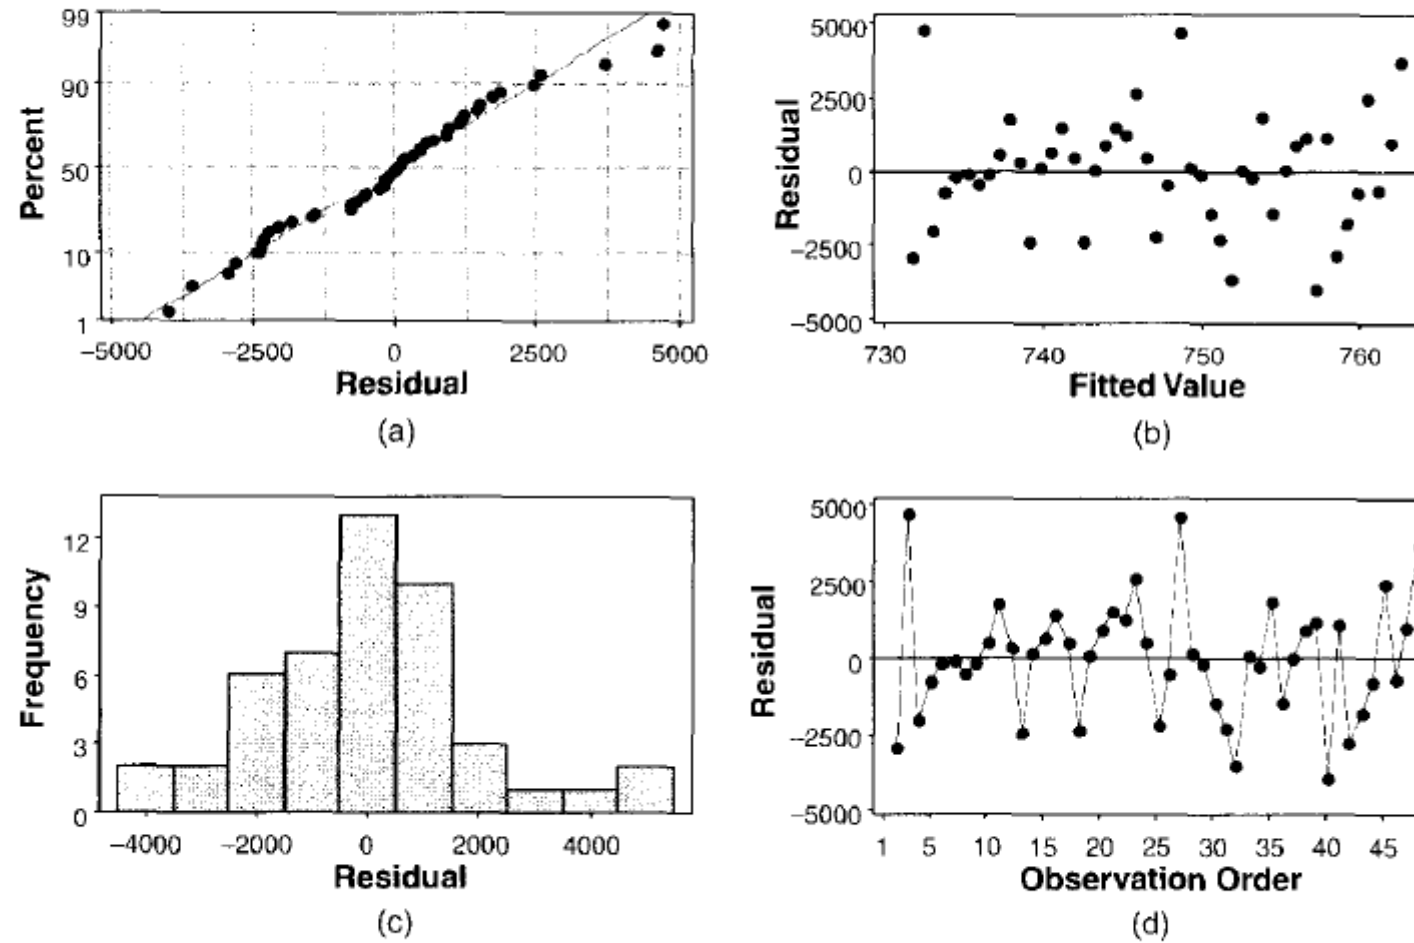 99
90
50
10
1
Percent
−5000 −2500 0 2500 5000
Residual
(a)
5000
2500
0
−2500
−5000
Residual
730 740 750 760
Fitted Value
(b)
12
9
6
3
0
Frequency
−4000 −2000 0 2000 4000
Residual
(c)
5000
2500
0
−2500
−5000
Residual
1 5 10 15 20 25 30 35 40 45
Observation Order
(d)